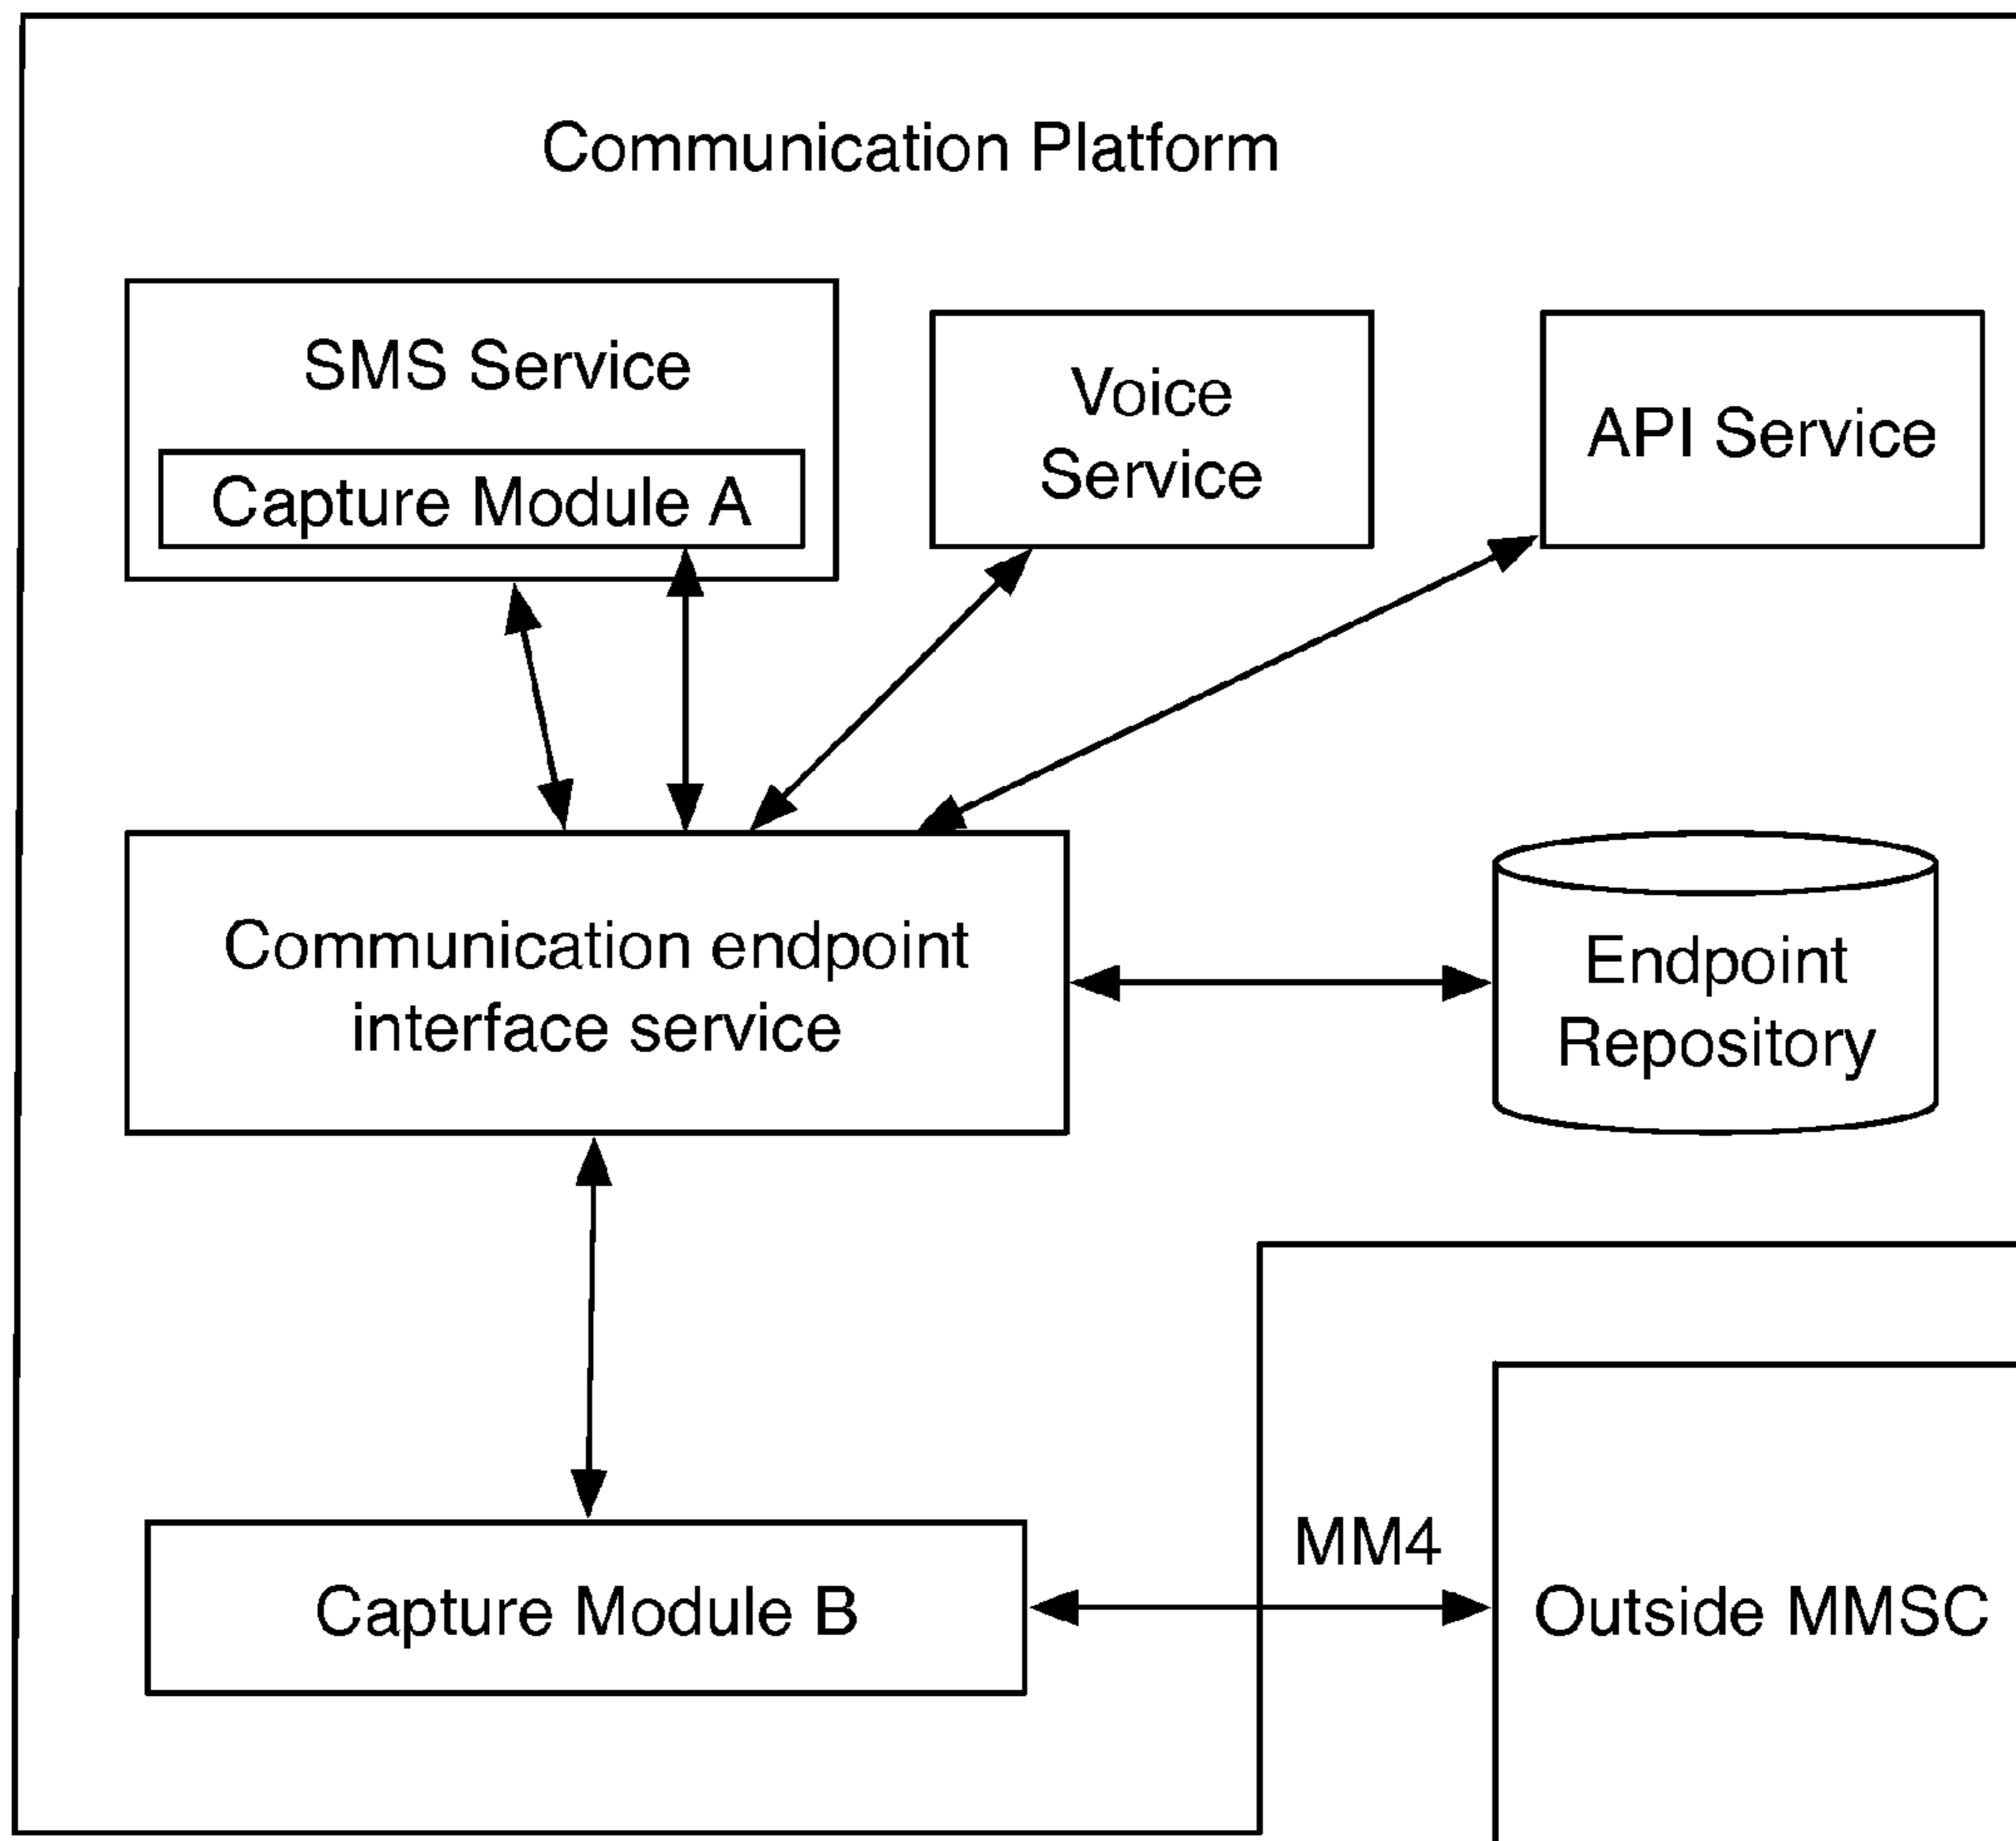 Communication Platform
SMS Service
Capture Module A
Voice
Service
API Service
Communication endpoint
interface service
Endpoint
Repository
MM4
Capture Module B
Outside MMSC